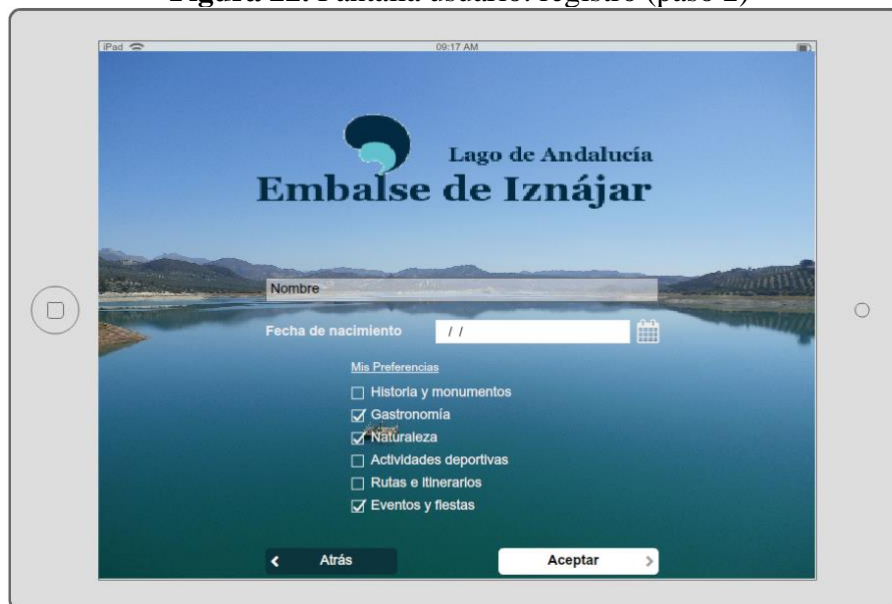 Figura 22. Pantalla usuario: registro (paso 2)
iPad 09:17 AM
Lago de Andalucía
Embalse de Iznájar
Nombre
Fecha de nacimiento / /
Mis Preferencias
Historia y monumentos
Gastronomía
Naturaleza
Actividades deportivas
Rutas e Itinerarios
Eventos y fiestas
Atrás Aceptar